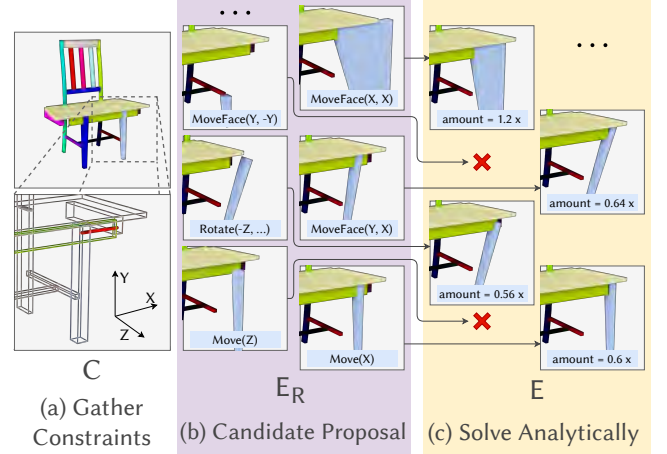 ...
MoveFace(Y, -Y)
MoveFace(X, X)
amount = 1.2 x
...
Rotate(-Z, ...)
MoveFace(Y, X)
amount = 0.64 x
amount = 0.56 x
Y
X
Z
Move(Z)
Move(X)
amount = 0.6 x
C
E_R
E
(a) Gather
Constraints
(b) Candidate Proposal
(c) Solve Analytically